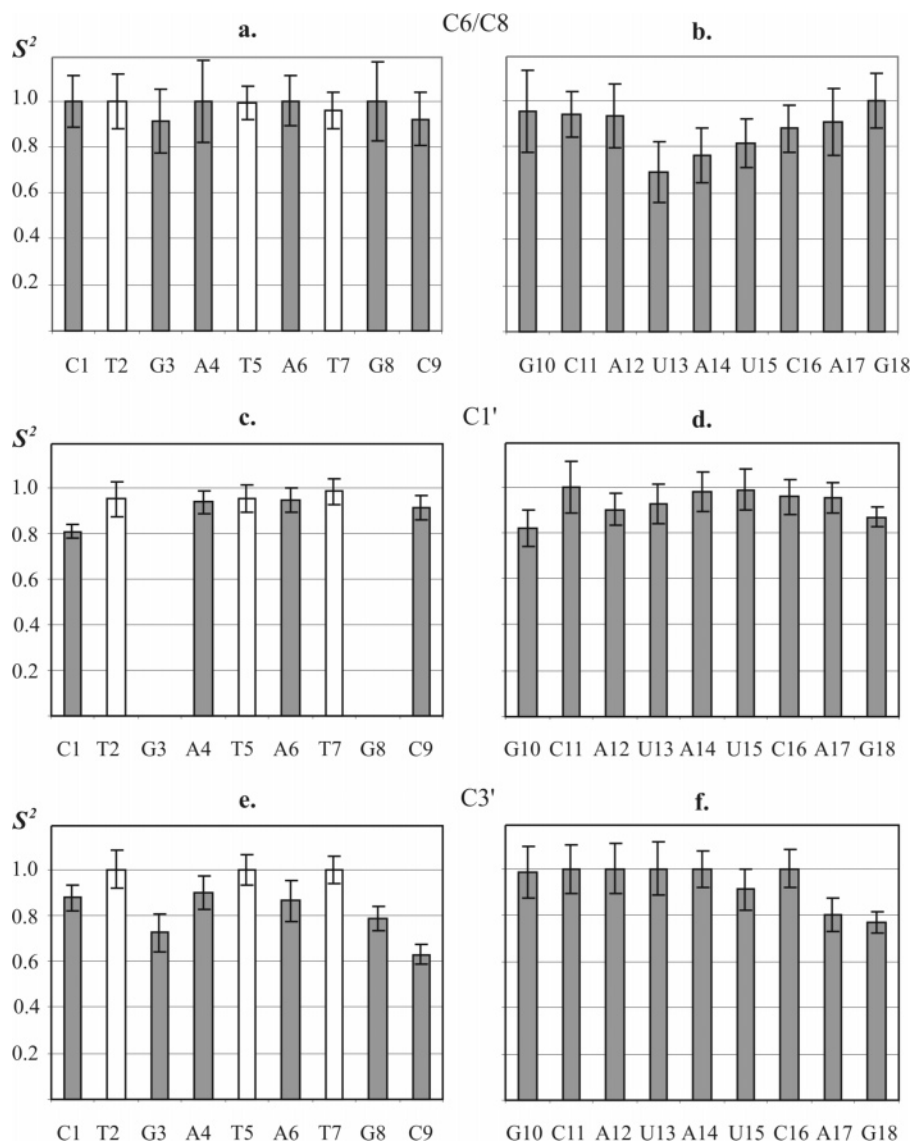 C6/C8
a. b.
S²
1.0
0.8
0.6
0.4
0.2
C1 T2 G3 A4 T5 A6 T7 G8 C9
G10 C11 A12 U13 A14 U15 C16 A17 G18
C1'
c. d.
S²
1.0
0.8
0.6
0.4
0.2
C1 T2 G3 A4 T5 A6 T7 G8 C9
G10 C11 A12 U13 A14 U15 C16 A17 G18
C3'
e. f.
S²
1.0
0.8
0.6
0.4
0.2
C1 T2 G3 A4 T5 A6 T7 G8 C9
G10 C11 A12 U13 A14 U15 C16 A17 G18